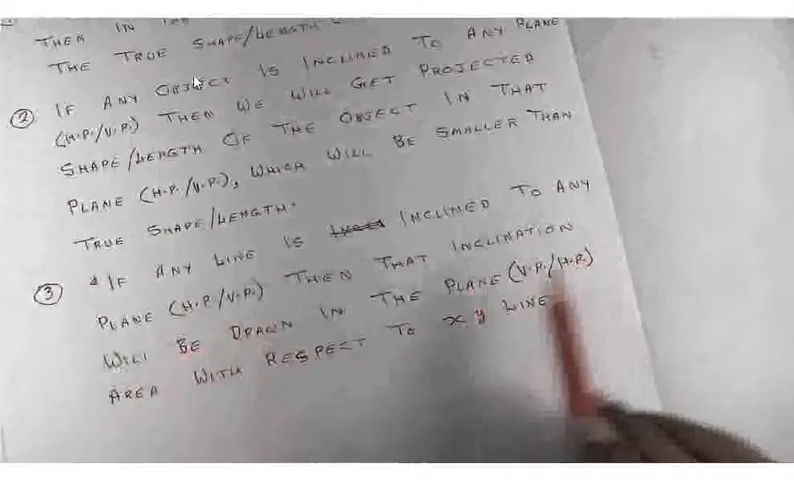 THEN IN
THE TRUE SHAPE/LENGTH
② IF ANY OBJECT IS INCLINED TO ANY PLANE
(H.P./V.P.) THEN WE WILL GET PROJECTED
SHAPE/LENGTH OF THE OBJECT IN THAT
PLANE (H.P./V.P.), WHICH WILL BE SMALLER THAN
TRUE SHAPE/LENGTH.
③ IF ANY LINE IS INCLINED TO ANY
PLANE (H.P./V.P.) THEN THAT INCLINATION
WILL BE DRAWN IN THE PLANE (V.P./H.P.)
AREA WITH RESPECT TO X Y LINE